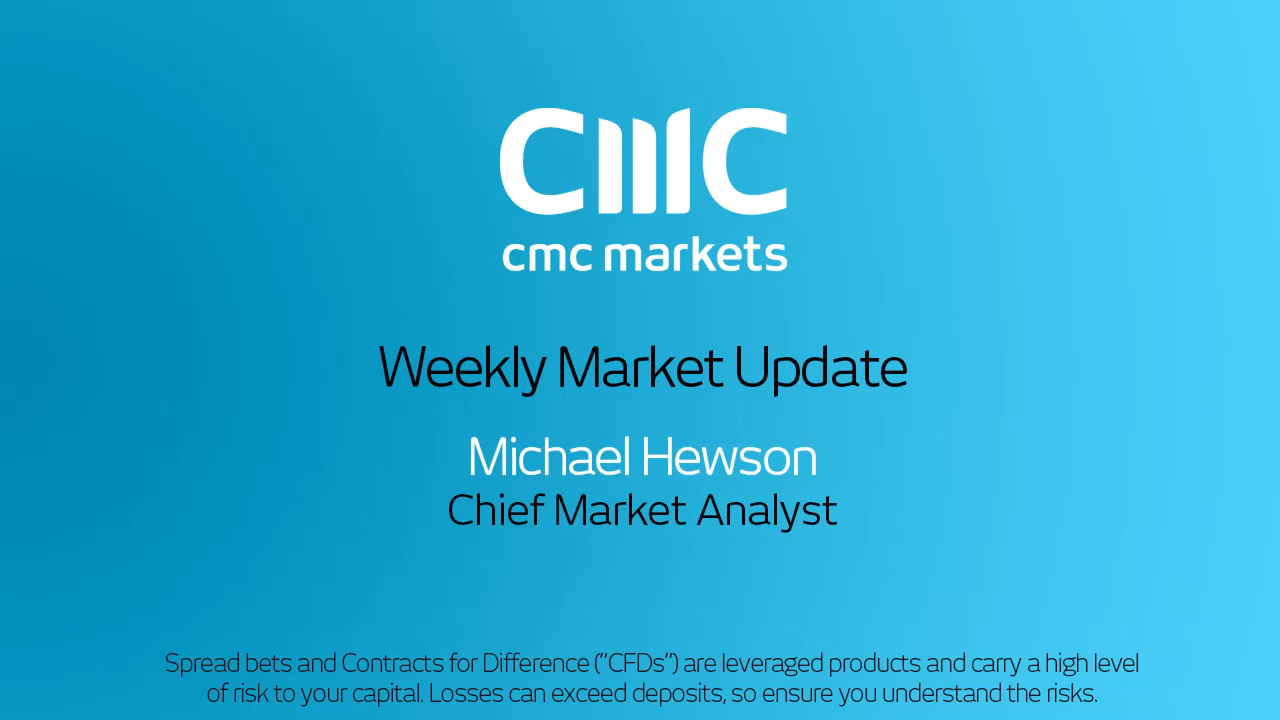 CMC
cmc markets
Weekly Market Update
Michael Hewson
Chief Market Analyst
Spread bets and Contracts for Difference (”CFDs”) are leveraged products and carry a high level
of risk to your capital. Losses can exceed deposits, so ensure you understand the risks.